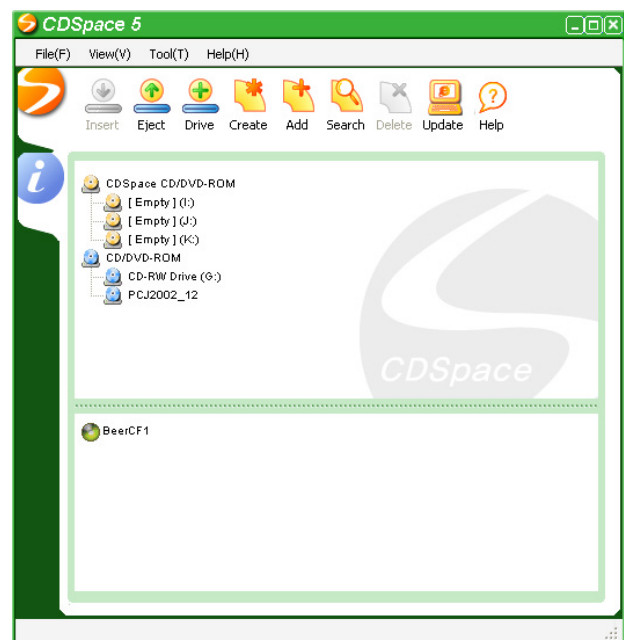 CDSpace 5
File(F) View(V) Tool(T) Help(H)
Insert Eject Drive Create Add Search Delete Update Help
CDSpace CD/DVD-ROM
[ Empty ] (I:)
[ Empty ] (J:)
[ Empty ] (K:)
CD/DVD-ROM
CD-RW Drive (G:)
PCJ2002_12
CDSpace
BeerCF1